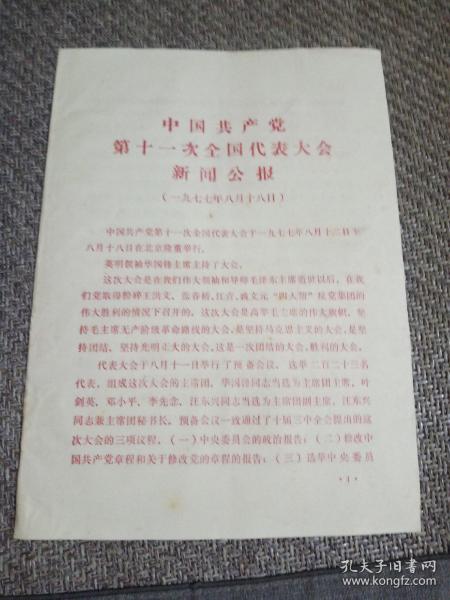 中国共产党
第十一次全国代表大会
新闻公报
(一九七七年八月十八日)
中国共产党第十一次全国代表大会于一九七七年八月十二日至
八月十八日在北京隆重举行。
英明领袖华国锋主席主持了大会。
这次大会是在我们伟大领袖和导师毛泽东主席逝世以后，在我
们党取得粉碎王洪文、张春桥、江青、姚文元“四人帮”反党集团的
伟大胜利的情况下召开的。这次大会是高举毛主席的伟大旗帜，坚
持毛主席无产阶级革命路线的大会，是坚持马克思主义的大会，是坚
持团结、坚持光明正大的大会，这是一次团结的大会，胜利的大会。
代表大会于八月十一日举行了预备会议，选举二百二十三名
代表，组成这次大会的主席团。华国锋同志当选为主席团主席，叶
剑英、邓小平、李先念、汪东兴同志当选为主席团副主席，汪东兴
同志兼主席团秘书长。预备会议一致通过了十届三中全会提出的这
次大会的三项议程，(一)中央委员会的政治报告；(二)修改中
国共产党章程和关于修改党的章程的报告；(三)选举中央委员
·1·
孔夫子旧书网
www.kongfz.com